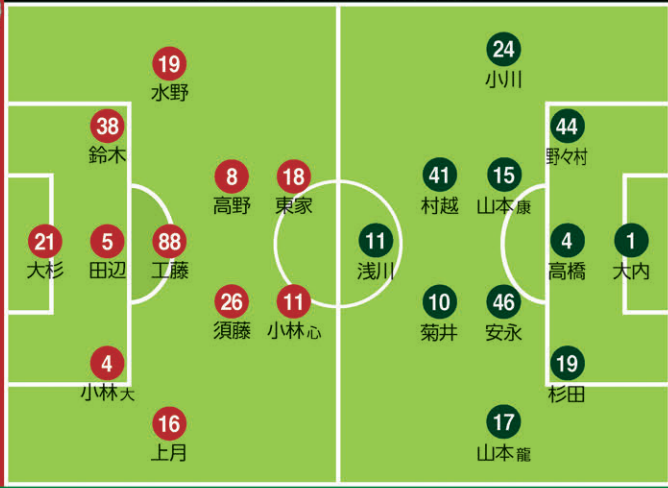 19
水野
38
鈴木
8
高野
18
東家
21
大杉
5
田辺
88
工藤
26
須藤
11
小林心
4
小林大
16
上月
24
小川
44
野々村
41
村越
15
山本康
11
浅川
4
高橋
1
大内
10
菊井
46
安永
19
杉田
17
山本龍